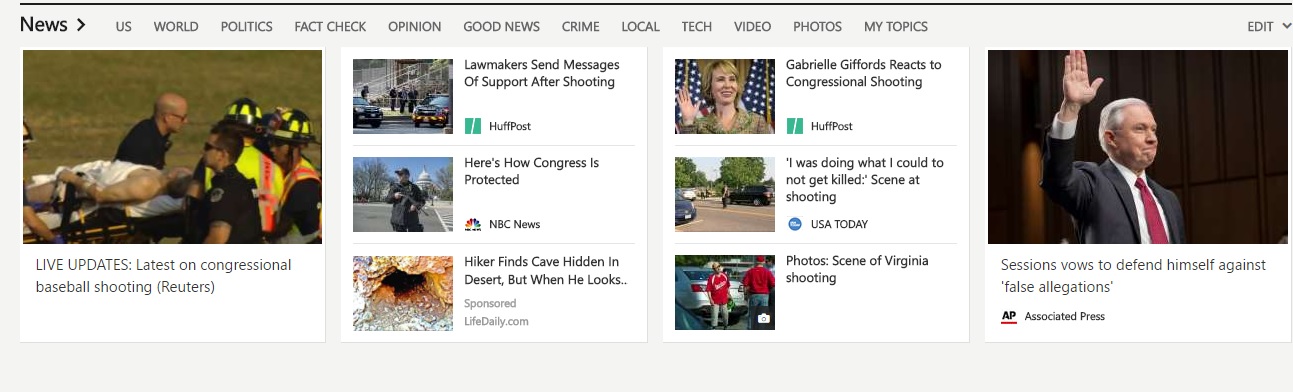 News
US WORLD POLITICS FACT CHECK OPINION GOOD NEWS CRIME LOCAL TECH VIDEO PHOTOS MY TOPICS
EDIT
LIVE UPDATES: Latest on congressional
baseball shooting (Reuters)
Lawmakers Send Messages
Of Support After Shooting
HuffPost
Here's How Congress Is
Protected
NBC News
Hiker Finds Cave Hidden In
Desert, But When He Looks..
Sponsored
LifeDaily.com
Gabrielle Giffords Reacts to
Congressional Shooting
HuffPost
'I was doing what I could to
not get killed:' Scene at
shooting
USA TODAY
Photos: Scene of Virginia
shooting
Sessions vows to defend himself against
'false allegations'
AP Associated Press